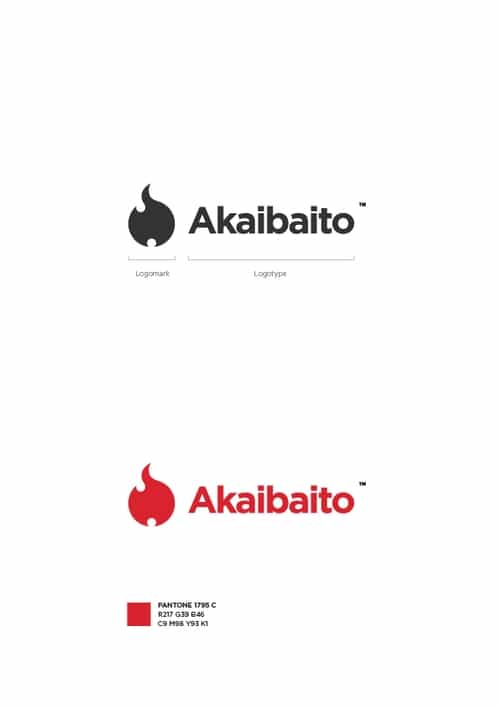 Akaibaito™
Logomark
Logotype
Akaibaito™
PANTONE 1795 C
R217 G39 B46
C9 M98 Y93 K1